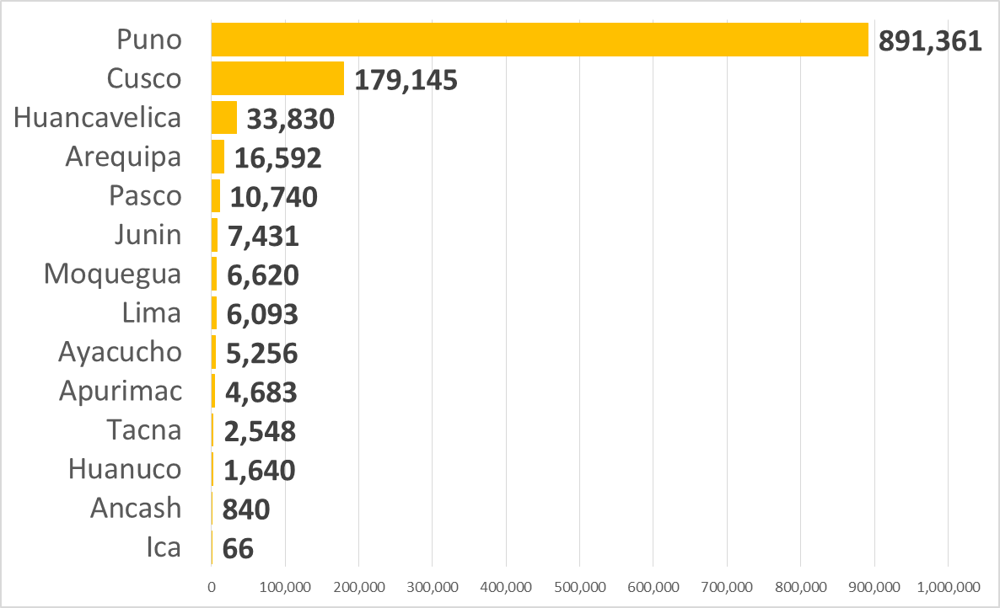 Puno 891,361
Cusco 179,145
Huancavelica 33,830
Arequipa 16,592
Pasco 10,740
Junin 7,431
Moquegua 6,620
Lima 6,093
Ayacucho 5,256
Apurimac 4,683
Tacna 2,548
Huanuco 1,640
Ancash 840
Ica 66
0 100,000 200,000 300,000 400,000 500,000 600,000 700,000 800,000 900,000 1,000,000